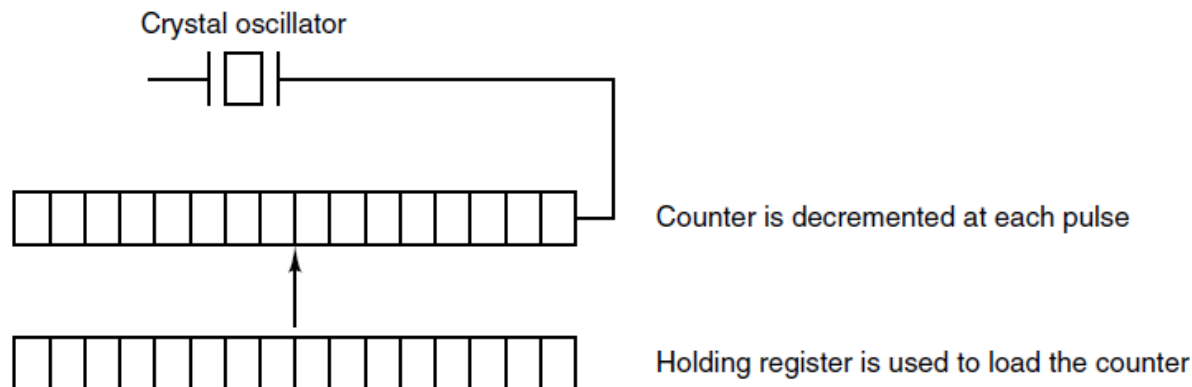 Crystal oscillator
Counter is decremented at each pulse
Holding register is used to load the counter